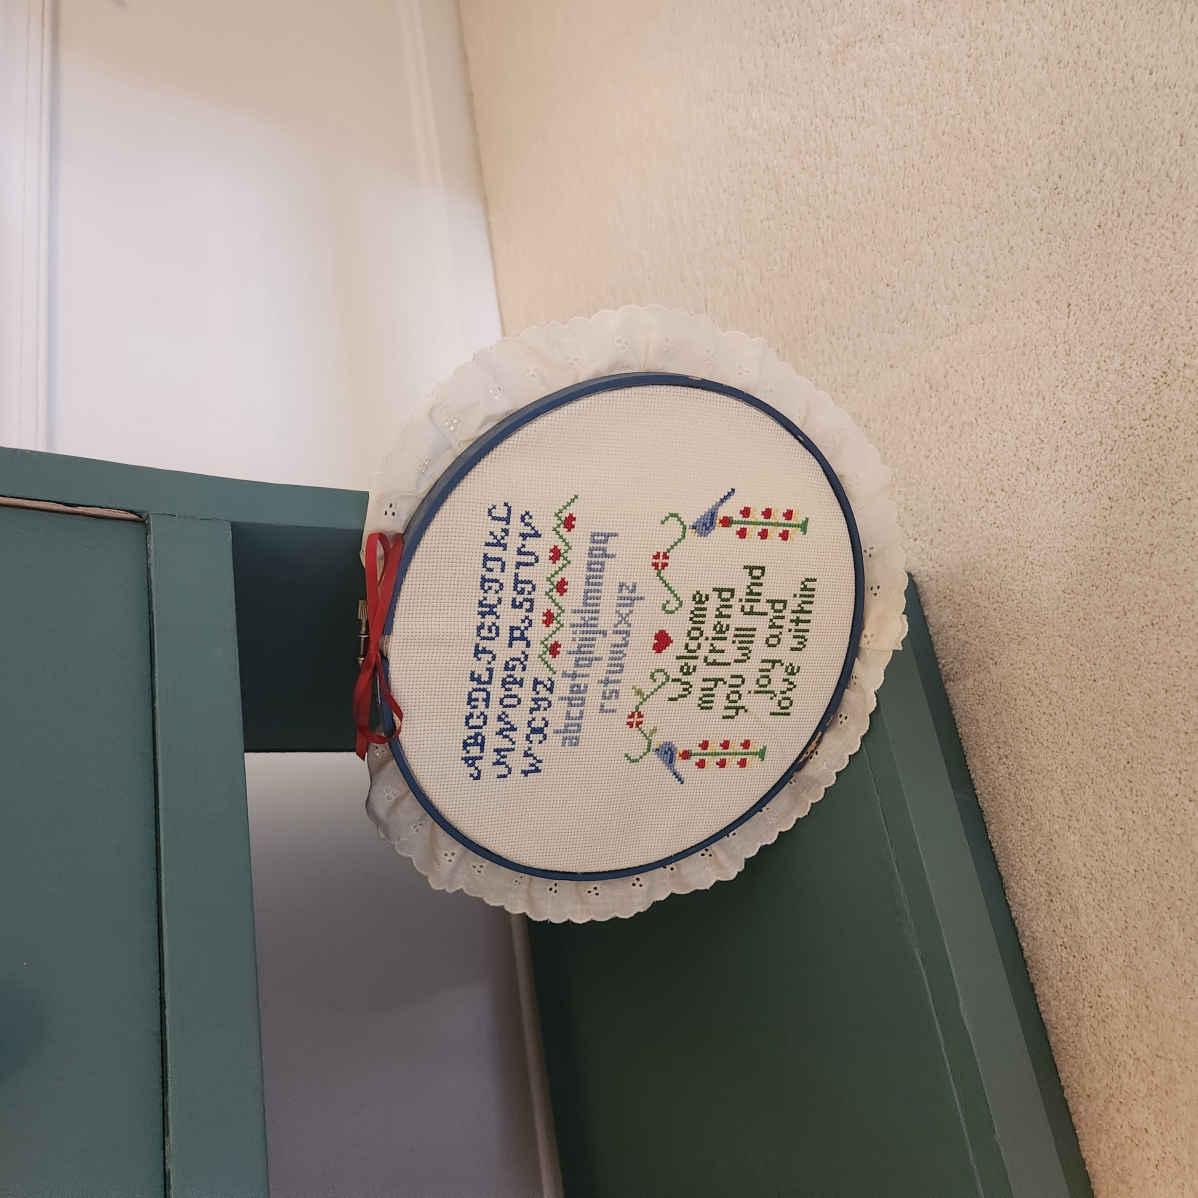 ABCDEFGHIJKL
MNOPQRSTUV
WXYZ
abcdefghijklmnopq
rstuvwxyz
Welcome
my friend
you will find
joy and
love within